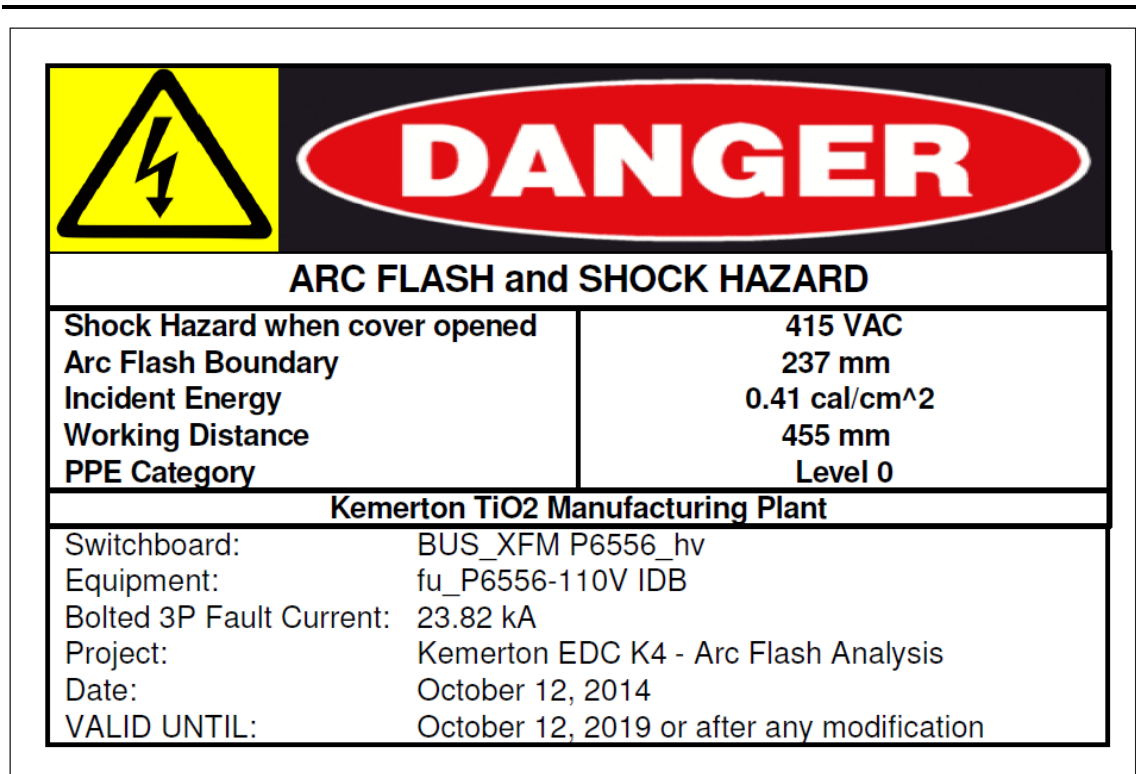 DANGER
ARC FLASH and SHOCK HAZARD
Shock Hazard when cover opened 415 VAC
Arc Flash Boundary 237 mm
Incident Energy 0.41 cal/cm^2
Working Distance 455 mm
PPE Category Level 0
Kemerton TiO2 Manufacturing Plant
Switchboard: BUS_XFM P6556_hv
Equipment: fu_P6556-110V IDB
Bolted 3P Fault Current: 23.82 kA
Project: Kemerton EDC K4 - Arc Flash Analysis
Date: October 12, 2014
VALID UNTIL: October 12, 2019 or after any modification